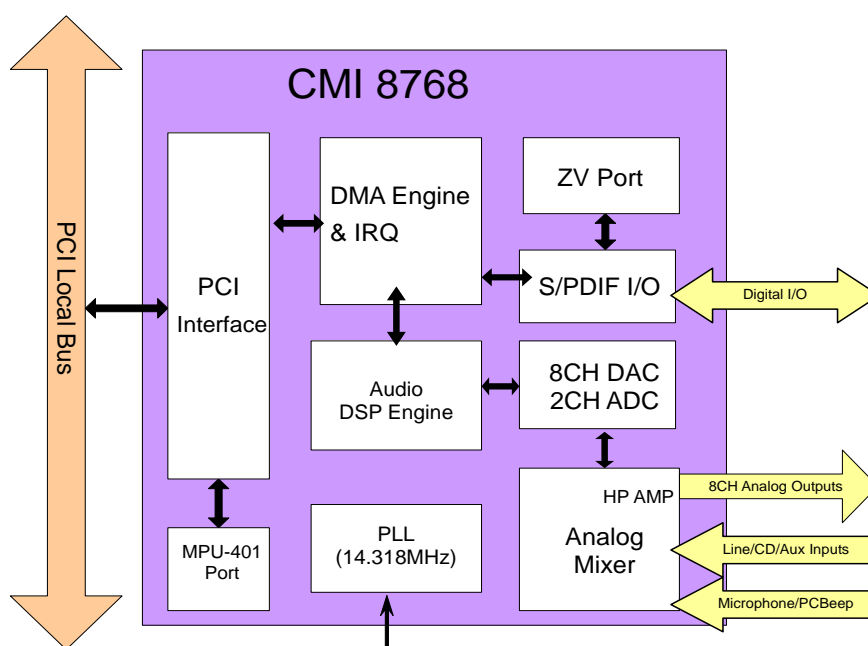 CMI 8768
PCI Local Bus
PCI
Interface
DMA Engine
& IRQ
ZV Port
S/PDIF I/O
Digital I/O
Audio
DSP Engine
8CH DAC
2CH ADC
HP AMP
Analog
Mixer
8CH Analog Outputs
Line/CD/Aux Inputs
Microphone/PCBeep
MPU-401
Port
PLL
(14.318MHz)